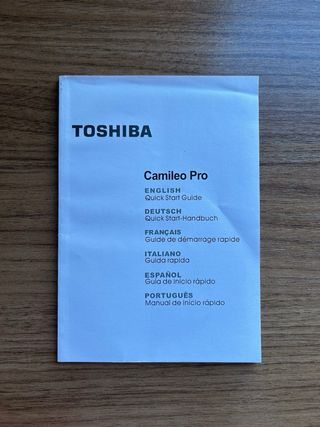 TOSHIBA
Camileo Pro
ENGLISH
Quick Start Guide
DEUTSCH
Quick Start-Handbuch
FRANÇAIS
Guide de démarrage rapide
ITALIANO
Guida rapida
ESPAÑOL
Guía de inicio rápido
PORTUGUÊS
Manual de início rápido